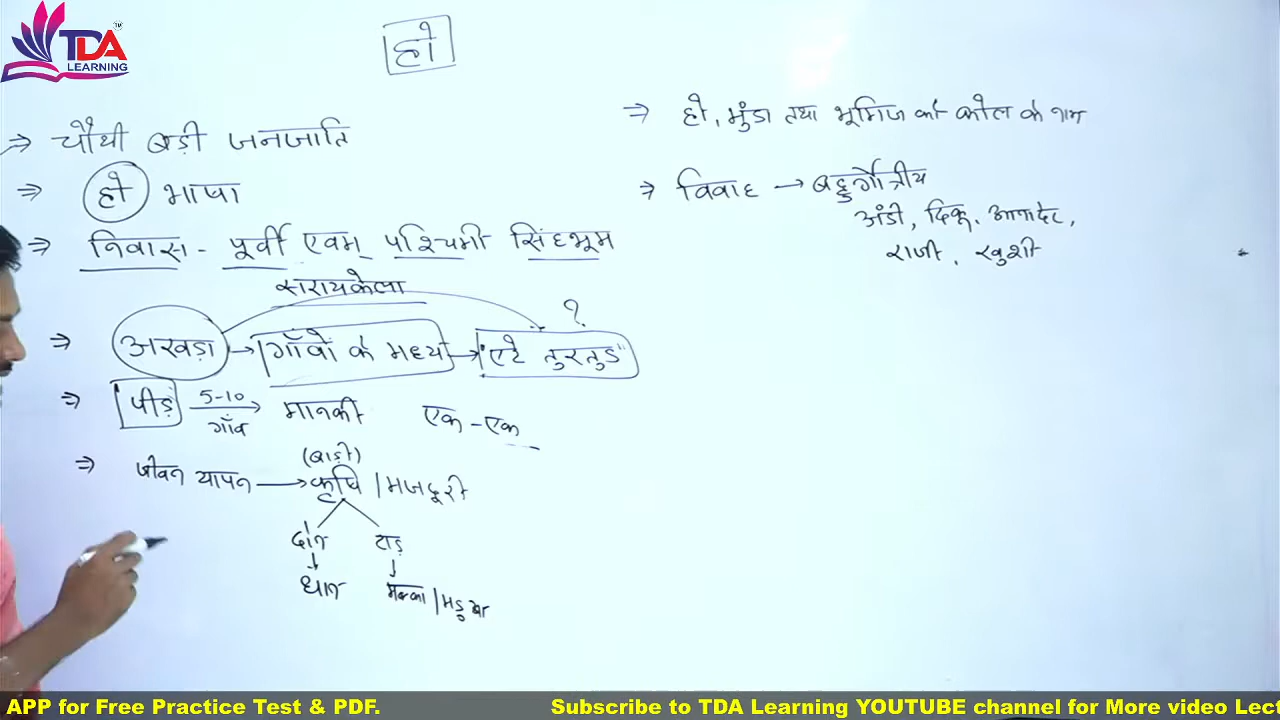 TDA
LEARNING
हो
⇒ चौथी बड़ी जनजाति
⇒ हो भाषा
⇒ निवास - पूर्वी एवम् पश्चिमी सिंहभूम
सरायकेला
?
⇒ अखड़ा → गाँवो के मध्य → "एटे तुरतुड"
⇒ पीड़ 5-10 गाँव → मानकी एक - एक
(बाड़ी)
⇒ जीवन यापन → कृषि / मजदूरी
दोन टाड़
↓ ↓
धान मक्का / मडुआ
⇒ हो, मुंडा तथा भूमिज को कोल के नाम
⇒ विवाह → बहुर्गोत्रीय
अंडी, दिकू, आनादेर,
राजी, खुशी
APP for Free Practice Test & PDF. Subscribe to TDA Learning YOUTUBE channel for More video Lect